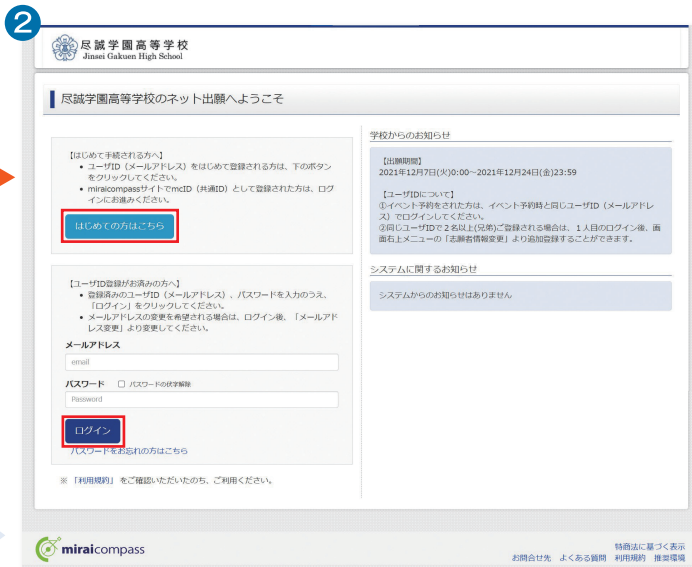 2
尽誠学園高等学校
Jinsei Gakuen High School
尽誠学園高等学校のネット出願へようこそ
【はじめて手続される方へ】
• ユーザID（メールアドレス）をはじめて登録される方は、下のボタン
をクリックしてください。
• miraicompassサイトでmcID（共通ID）として登録された方は、ログ
インにお進みください。
はじめての方はこちら
【ユーザID登録がお済みの方へ】
• 登録済みのユーザID（メールアドレス）、パスワードを入力のうえ、
「ログイン」をクリックしてください。
• メールアドレスの変更を希望される場合は、ログイン後、「メールアド
レス変更」より変更してください。
メールアドレス
email
パスワード □ パスワードの伏字解除
Password
ログイン
パスワードをお忘れの方はこちら
※ 「利用規約」 をご確認いただいたのち、ご利用ください。
学校からのお知らせ
【出願期間】
2021年12月7日(火)0:00～2021年12月24日(金)23:59
【ユーザIDについて】
①イベント予約をされた方は、イベント予約時と同じユーザID（メールアドレ
ス）でログインしてください。
②同じユーザIDで２名以上(兄弟)ご登録される場合は、１人目のログイン後、画
面右上メニューの「志願者情報変更」より追加登録することができます。
システムに関するお知らせ
システムからのお知らせはありません
miraicompass
特商法に基づく表示
お問合せ先 よくある質問 利用規約 推奨環境